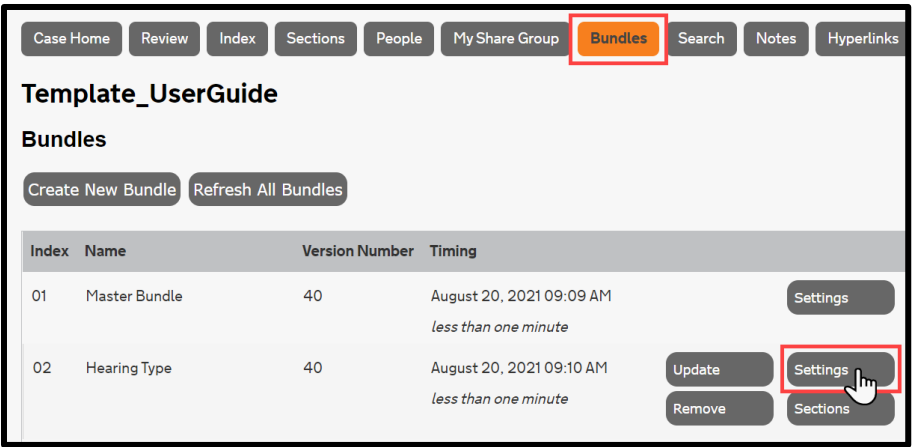 Case Home Review Index Sections People My Share Group Bundles Search Notes Hyperlinks
Template_UserGuide
Bundles
Create New Bundle Refresh All Bundles
Index Name Version Number Timing
01 Master Bundle 40 August 20, 2021 09:09 AM Settings
less than one minute
02 Hearing Type 40 August 20, 2021 09:10 AM Update Settings
less than one minute Remove Sections